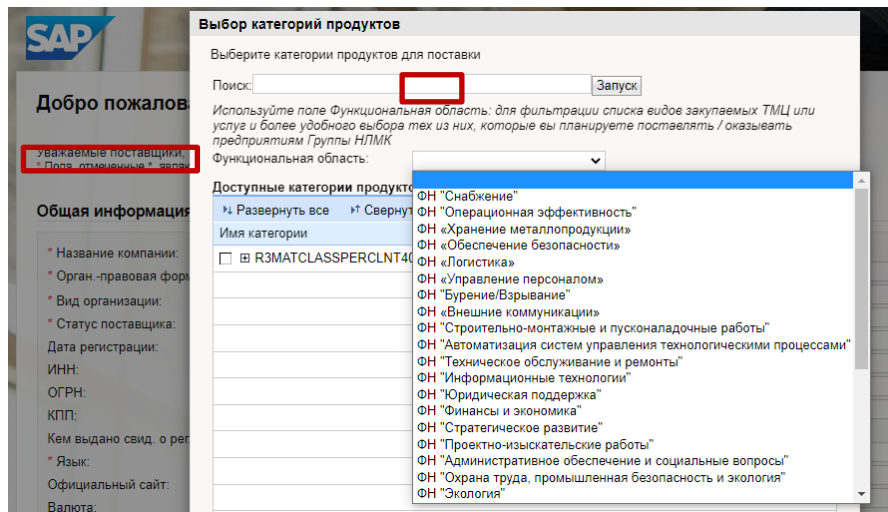 SAP
Выбор категорий продуктов
Выберите категории продуктов для поставки
Поиск: Запуск
Используйте поле Функциональная область: для фильтрации списка видов закупаемых ТМЦ или
услуг и более удобного выбора тех из них, которые вы планируете поставлять / оказывать
предприятиям Группы НЛМК
Функциональная область:
Доступные категории продукто
Развернуть все Свернут
Имя категории
R3MATCLASSPERCLNT40
ФН "Снабжение"
ФН "Операционная эффективность"
ФН «Хранение металлопродукции»
ФН «Обеспечение безопасности»
ФН «Логистика»
ФН «Управление персоналом»
ФН "Бурение/Взрывание"
ФН «Внешние коммуникации»
ФН "Строительно-монтажные и пусконаладочные работы"
ФН "Автоматизация систем управления технологическими процессами"
ФН "Техническое обслуживание и ремонты"
ФН "Информационные технологии"
ФН "Юридическая поддержка"
ФН "Финансы и экономика"
ФН "Стратегическое развитие"
ФН "Проектно-изыскательские работы"
ФН "Административное обеспечение и социальные вопросы"
ФН "Охрана труда, промышленная безопасность и экология"
ФН "Экология"
Добро пожалов
Уважаемые поставщики,
* Поля, отмеченные *, являю
Общая информация
* Название компании:
* Орган.-правовая форм
* Вид организации:
* Статус поставщика:
Дата регистрации:
ИНН:
ОГРН:
КПП:
Кем выдано свид. о рег
* Язык:
Официальный сайт:
Валюта: